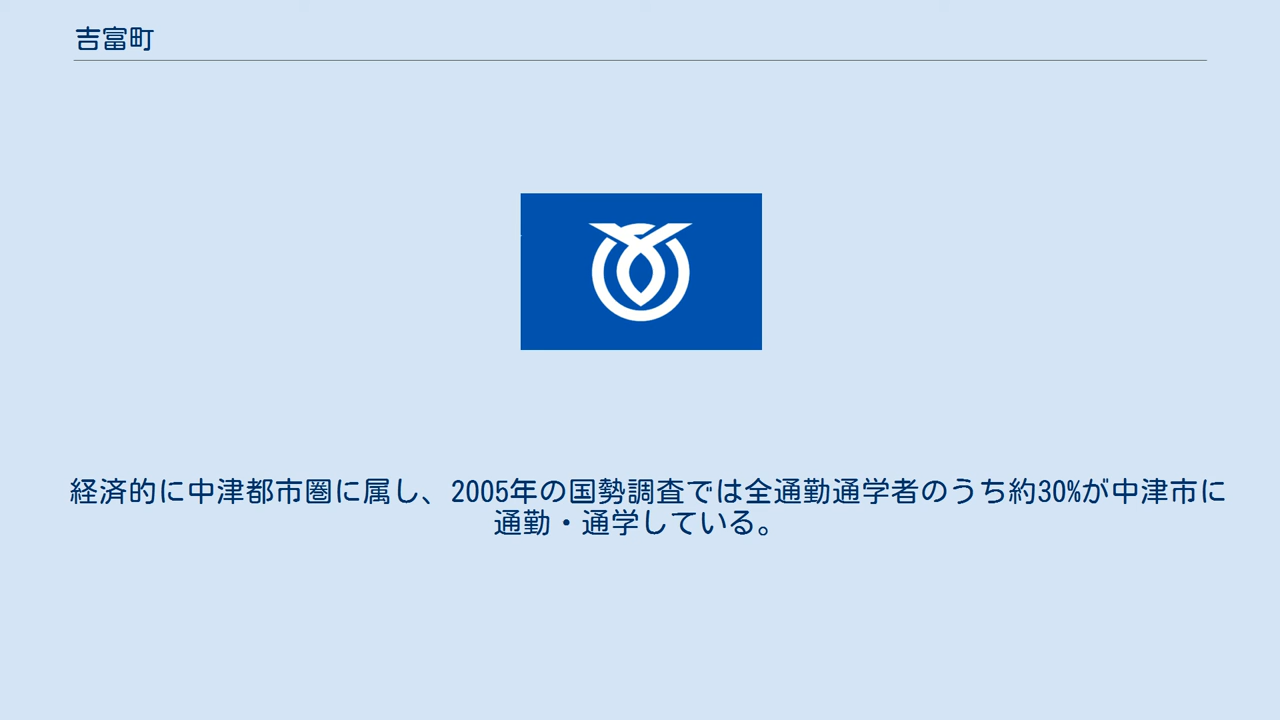 吉富町
経済的に中津都市圏に属し、2005年の国勢調査では全通勤通学者のうち約30%が中津市に
通勤・通学している。